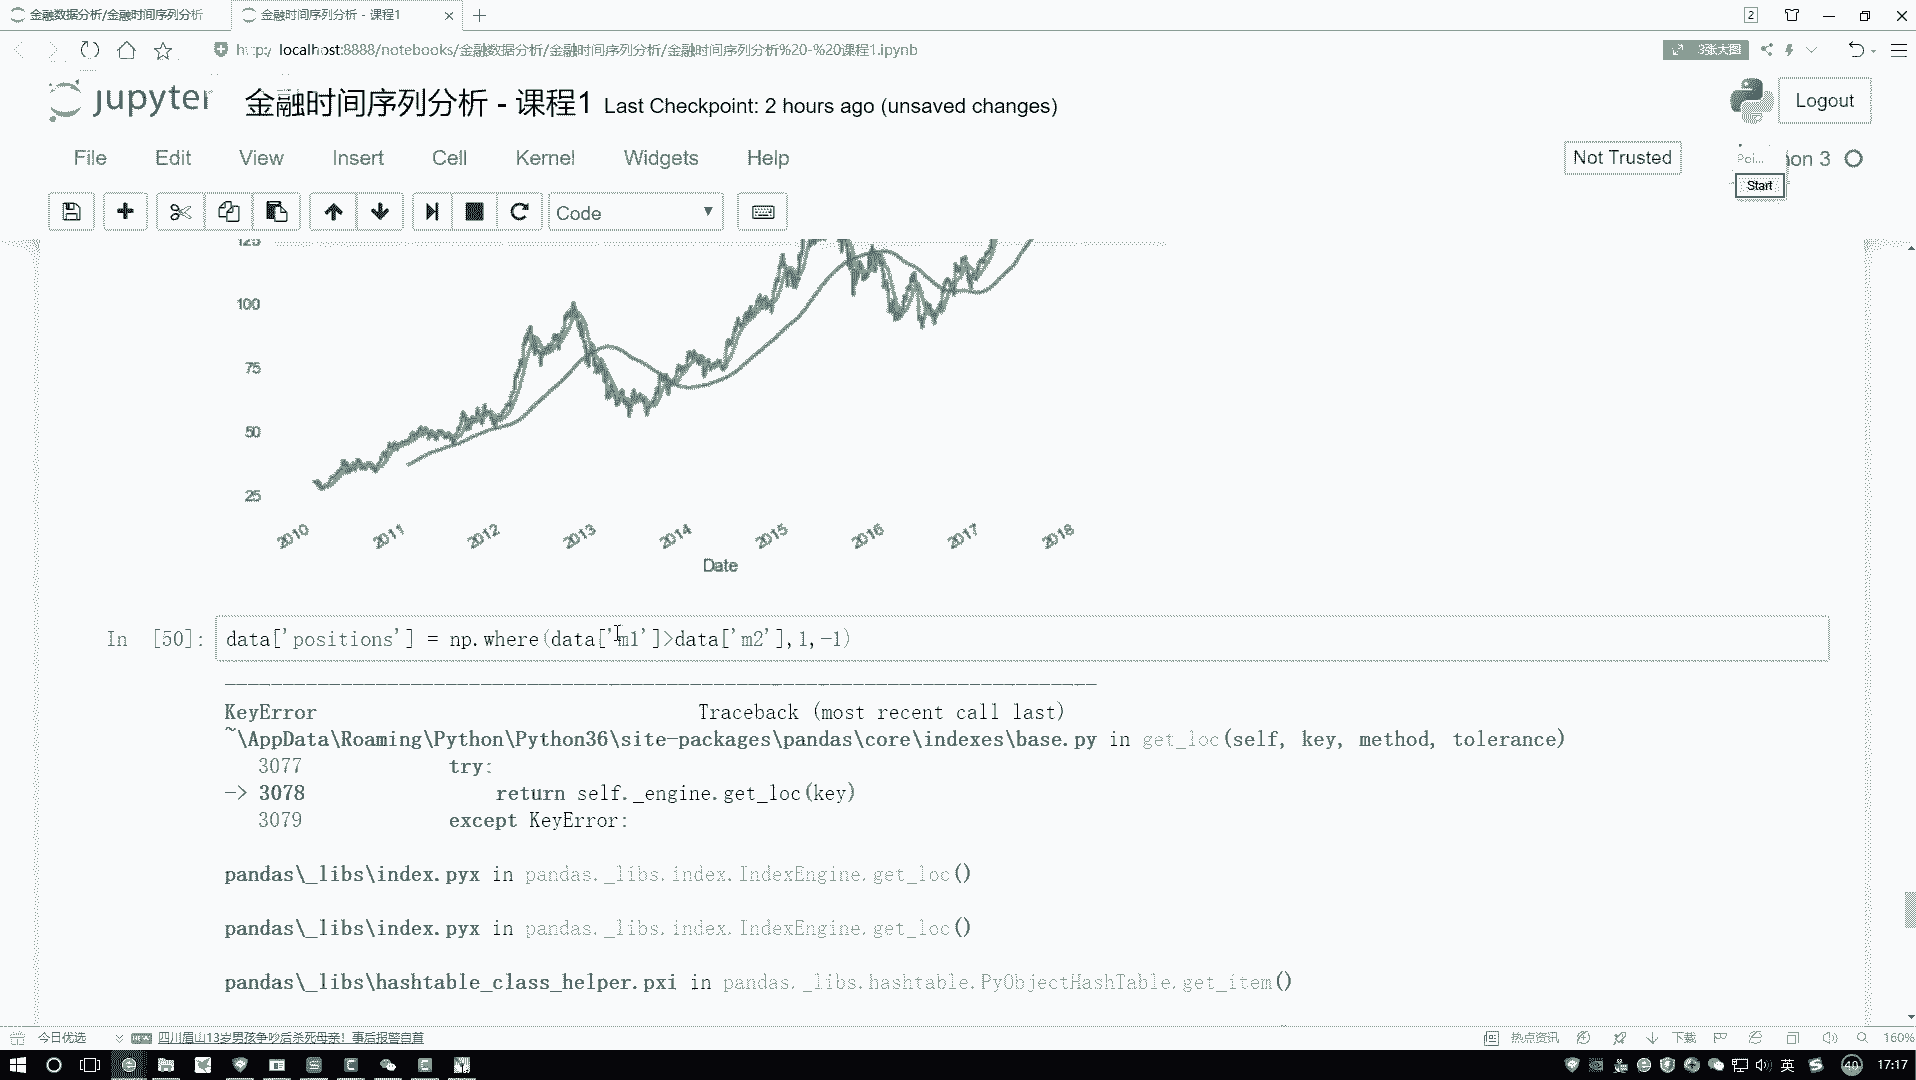 金融数据分析/金融时间序列分析
金融时间序列分析 - 课程1
2
localhost:8888/notebooks/金融数据分析/金融时间序列分析/金融时间序列分析%20-%20课程1.ipynb
3张大图
jupyter 金融时间序列分析 - 课程1 Last Checkpoint: 2 hours ago (unsaved changes)
Logout
File Edit View Insert Cell Kernel Widgets Help
Not Trusted
hon 3
Start
Code
125
100
75
50
25
2010 2011 2012 2013 2014 2015 2016 2017 2018
Date
In [50]: data['positions'] = np.where(data['m1']>data['m2'],1,-1)
---------------------------------------------------------------------------
KeyError Traceback (most recent call last)
~\AppData\Roaming\Python\Python36\site-packages\pandas\core\indexes\base.py in get_loc(self, key, method, tolerance)
3077 try:
-> 3078 return self._engine.get_loc(key)
3079 except KeyError:
pandas\_libs\index.pyx in pandas._libs.index.IndexEngine.get_loc()
pandas\_libs\index.pyx in pandas._libs.index.IndexEngine.get_loc()
pandas\_libs\hashtable_class_helper.pxi in pandas._libs.hashtable.PyObjectHashTable.get_item()
今日优选
四川眉山13岁男孩争吵后杀死母亲！事后报警自首
热点资讯
下载
160%
英
40
17:17